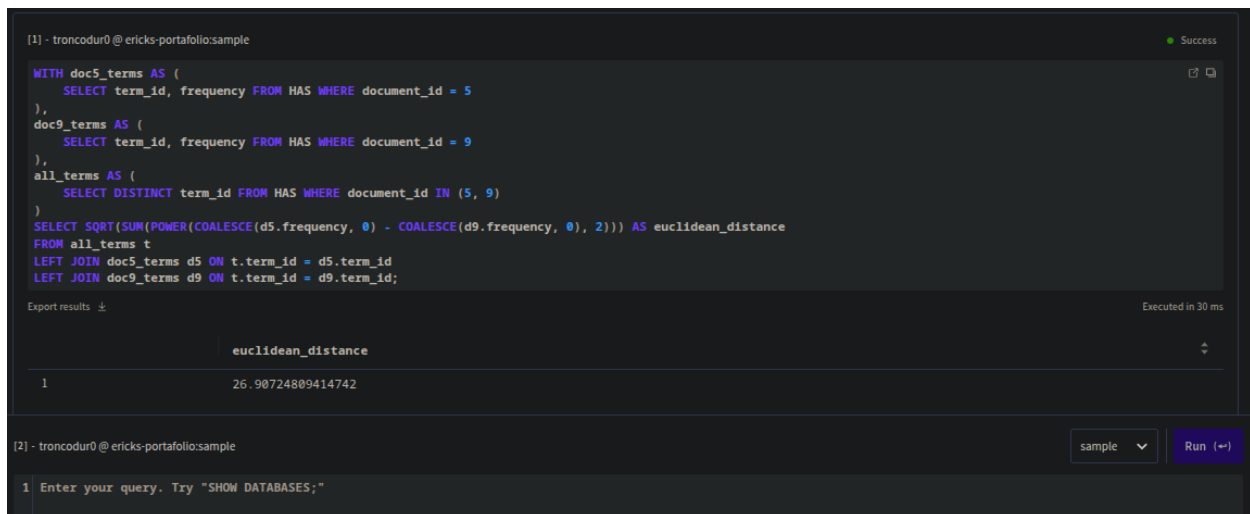 [1] - troncodur0 @ ericks-portafolio:sample
Success
WITH doc5_terms AS (
    SELECT term_id, frequency FROM HAS WHERE document_id = 5
),
doc9_terms AS (
    SELECT term_id, frequency FROM HAS WHERE document_id = 9
),
all_terms AS (
    SELECT DISTINCT term_id FROM HAS WHERE document_id IN (5, 9)
)
SELECT SQRT(SUM(POWER(COALESCE(d5.frequency, 0) - COALESCE(d9.frequency, 0), 2))) AS euclidean_distance
FROM all_terms t
LEFT JOIN doc5_terms d5 ON t.term_id = d5.term_id
LEFT JOIN doc9_terms d9 ON t.term_id = d9.term_id;
Export results
Executed in 30 ms
euclidean_distance
1 26.90724809414742
[2] - troncodur0 @ ericks-portafolio:sample
sample
Run (↩)
1 Enter your query. Try "SHOW DATABASES;"